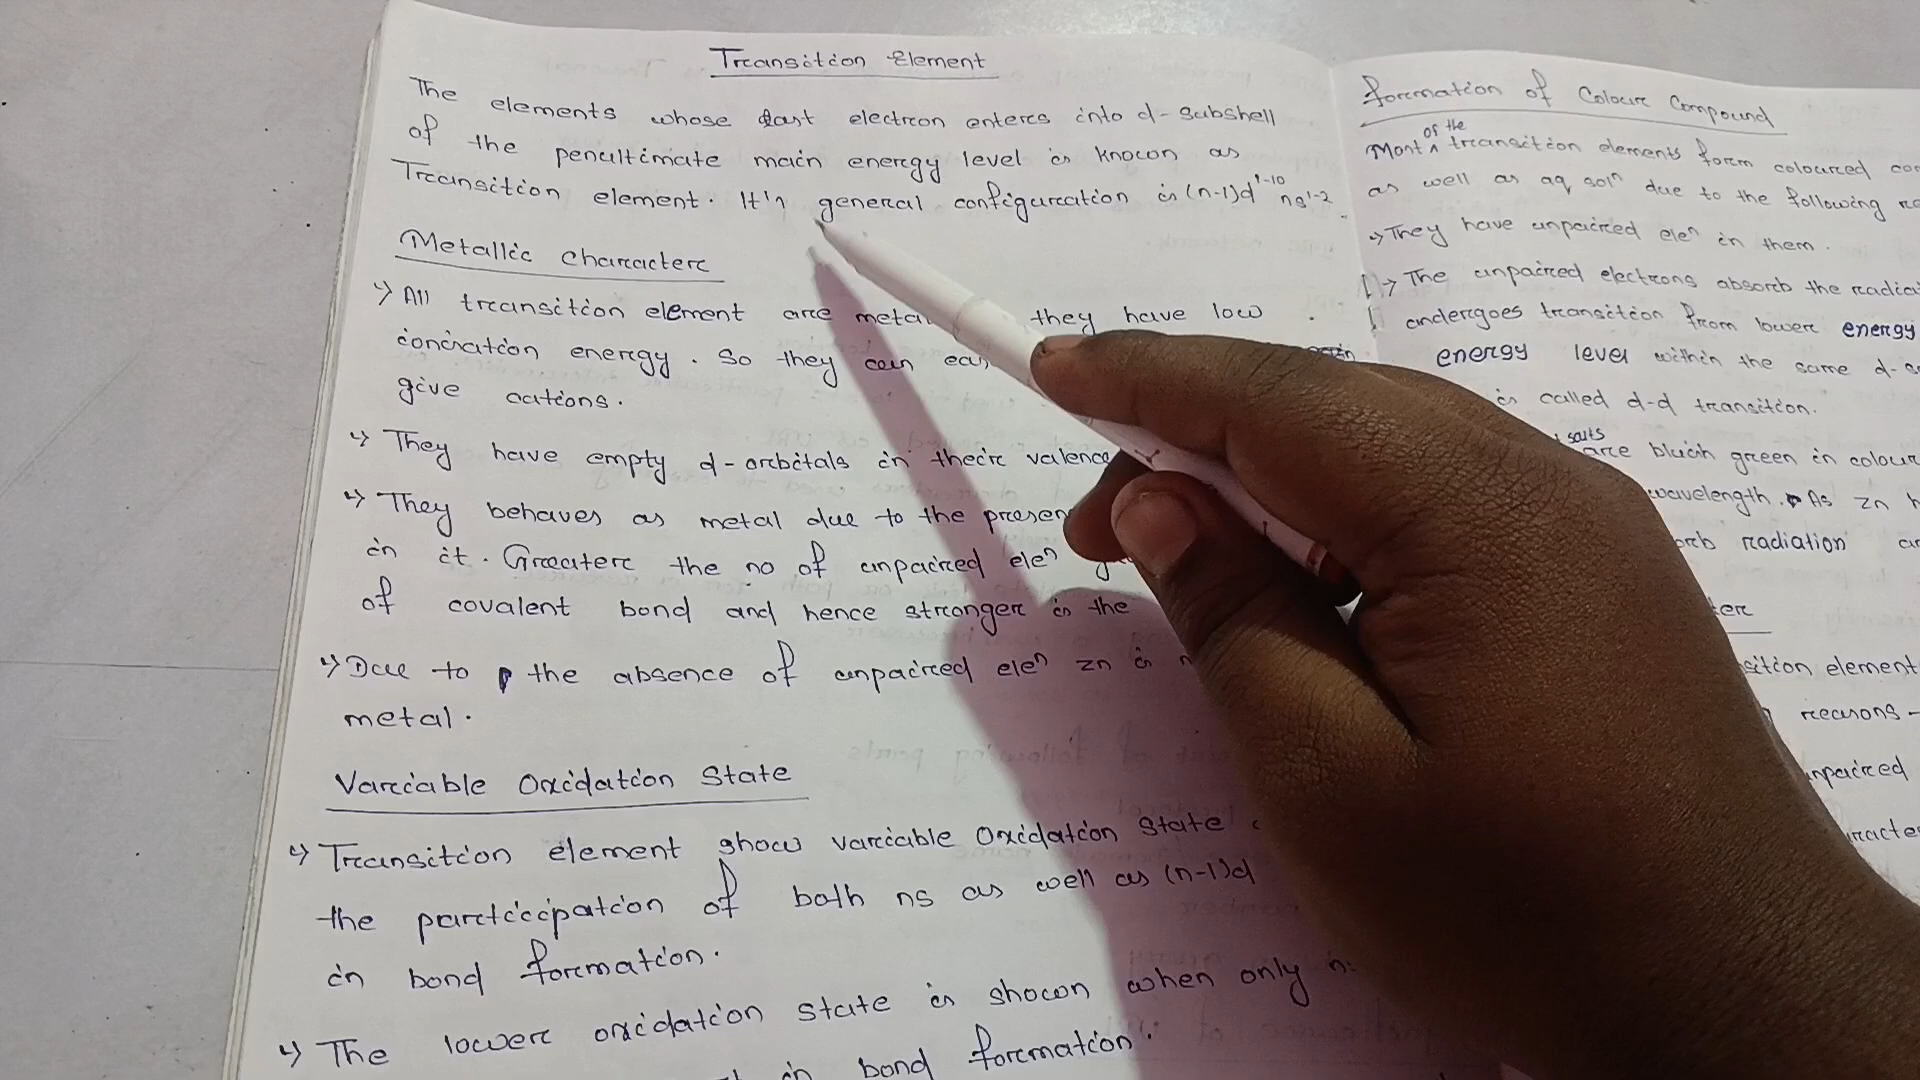 Transition Element
The elements whose last electron enters into d-subshell
of the penultimate main energy level is known as
Transition element. It's general configuration is (n-1)d¹⁻¹⁰ ns¹⁻²
Metallic Character
All transition element are metal they have low
ionisation energy. So they can
give cations.
They have empty d-orbitals in their valence
They behaves as metal due to the
in it. Greater the no of unpaired eleⁿ
of covalent bond and hence stronger is the
Due to the absence of unpaired eleⁿ Zn is
metal.
Variable Oxidation State
Transition element show variable Oxidation State
the participation of both ns as well as (n-1)d
in bond formation.
The lower oxidation state is shown when only
in bond formation.
Formation of Colour Compound
Most of the transition elements form coloured
as well as aq solⁿ due to the following
They have unpaired eleⁿ in them.
The unpaired electrons absorb the
undergoes transition from lower energy
energy level within the same
is called d-d transition.
salts
are bluish green in colour
wavelength. As Zn
radiation
element
reasons-